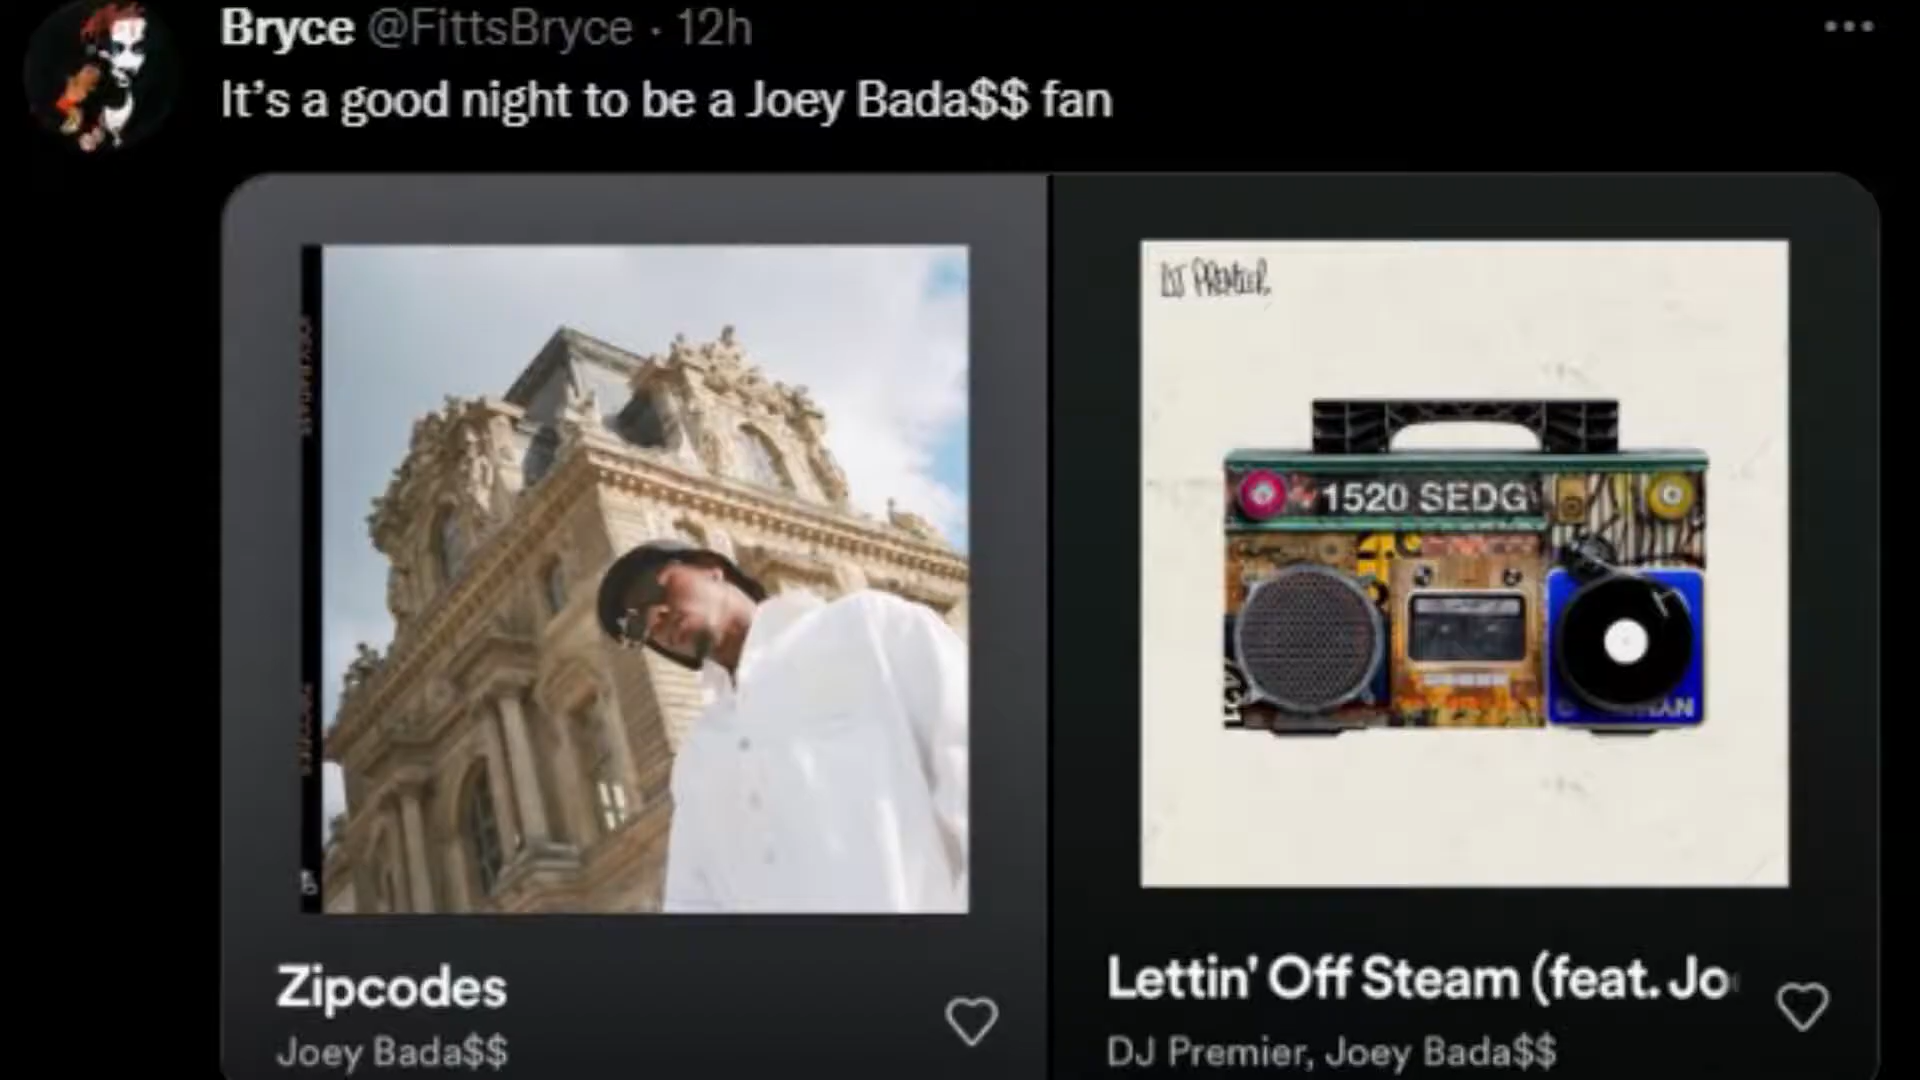 Bryce @FittsBryce · 12h
It's a good night to be a Joey Bada$$ fan
DJ PREMIER
1520 SEDG
Zipcodes
Joey Bada$$
Lettin' Off Steam (feat. Jo
DJ Premier, Joey Bada$$